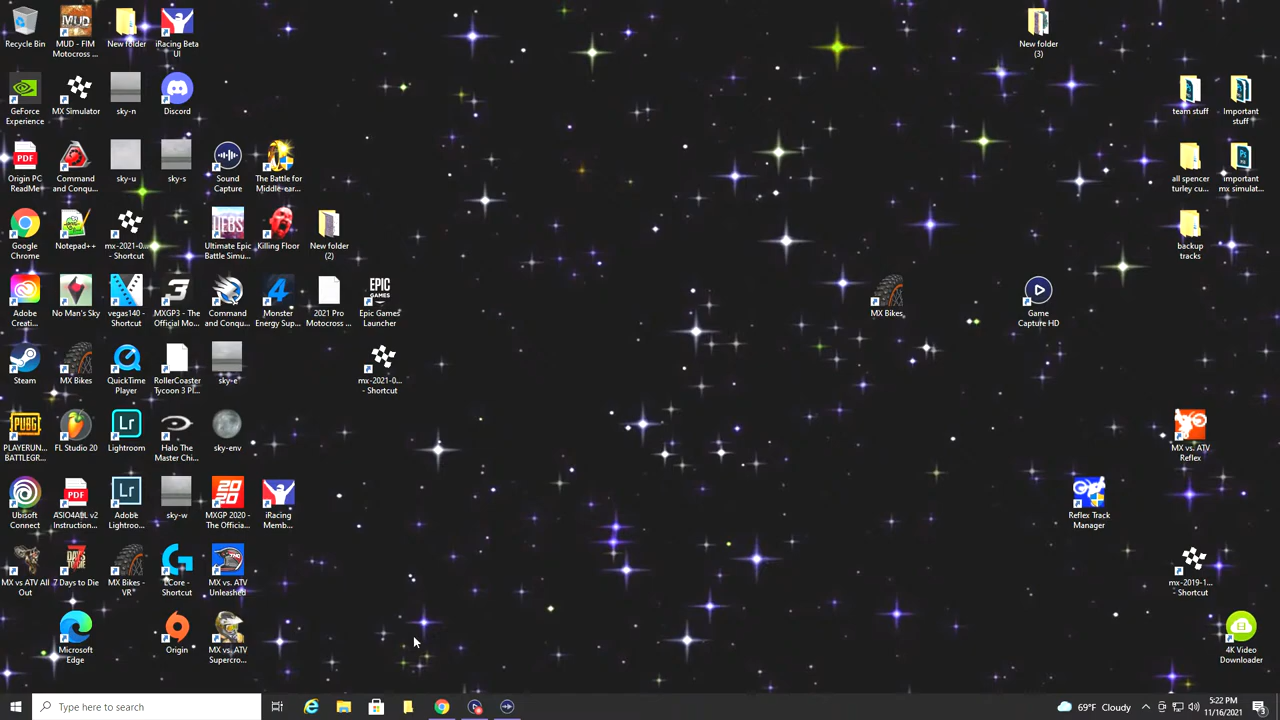 Recycle Bin
MUD - FIM
Motocross ...
New folder
iRacing Beta
UI
New folder
(3)
GeForce
Experience
MX Simulator
sky-n
Discord
team stuff
Important
stuff
Origin PC
ReadMe
Command
and Conqu...
sky-u
sky-s
Sound
Capture
The Battle for
Middle-ear...
all spencer
turley cu...
important
mx simulat...
Google
Chrome
Notepad++
mx-2021-0...
- Shortcut
Ultimate Epic
Battle Simu...
Killing Floor
New folder
(2)
backup
tracks
Adobe
Creati...
No Man's Sky
vegas140 -
Shortcut
MXGP3 - The
Official Mo...
Command
and Conqu...
Monster
Energy Sup...
2021 Pro
Motocross ...
EPIC
GAMES
Epic Games
Launcher
MX Bikes
Game
Capture HD
Steam
MX Bikes
QuickTime
Player
RollerCoaster
Tycoon 3 Pl...
sky-e
mx-2021-0...
- Shortcut
PUBG
PLAYERUN...
BATTLEGR...
FL Studio 20
Lr
Lightroom
Halo The
Master Chi...
sky-env
MX vs. ATV
Reflex
Ubisoft
Connect
PDF
ASIO4ALL v2
Instruction...
Lr
Adobe
Lightroo...
sky-w
2020
MXGP 2020 -
The Officia...
iRacing
Memb...
Reflex Track
Manager
MX vs ATV All
Out
7 Days to Die
MX Bikes -
VR
LCore -
Shortcut
MX vs. ATV
Unleashed
mx-2019-1...
- Shortcut
Microsoft
Edge
Origin
MX vs ATV
Supercro...
4K Video
Downloader
Type here to search
69°F Cloudy
5:22 PM
11/16/2021
3